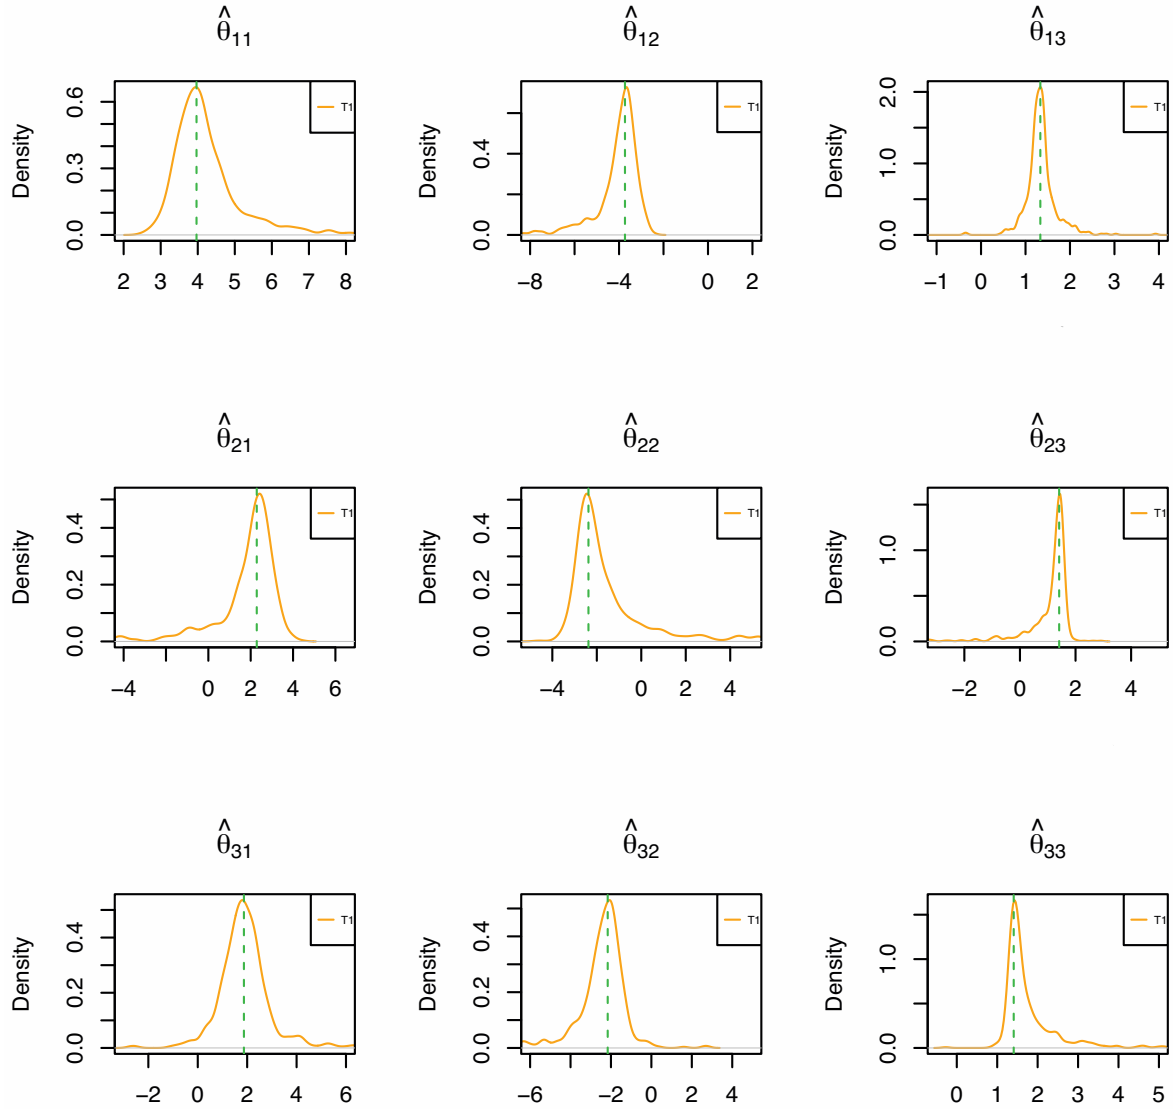 θ̂11 θ̂12 θ̂13
Density 0.0 0.3 0.6 T1 2 3 4 5 6 7 8
Density 0.0 0.4 T1 −8 −4 0 2
Density 0.0 1.0 2.0 T1 −1 0 1 2 3 4
θ̂21 θ̂22 θ̂23
Density 0.0 0.2 0.4 T1 −4 0 2 4 6
Density 0.0 0.2 0.4 T1 −4 0 2 4
Density 0.0 1.0 T1 −2 0 2 4
θ̂31 θ̂32 θ̂33
Density 0.0 0.2 0.4 T1 −2 0 2 4 6
Density 0.0 0.2 0.4 T1 −6 −2 0 2 4
Density 0.0 1.0 T1 0 1 2 3 4 5